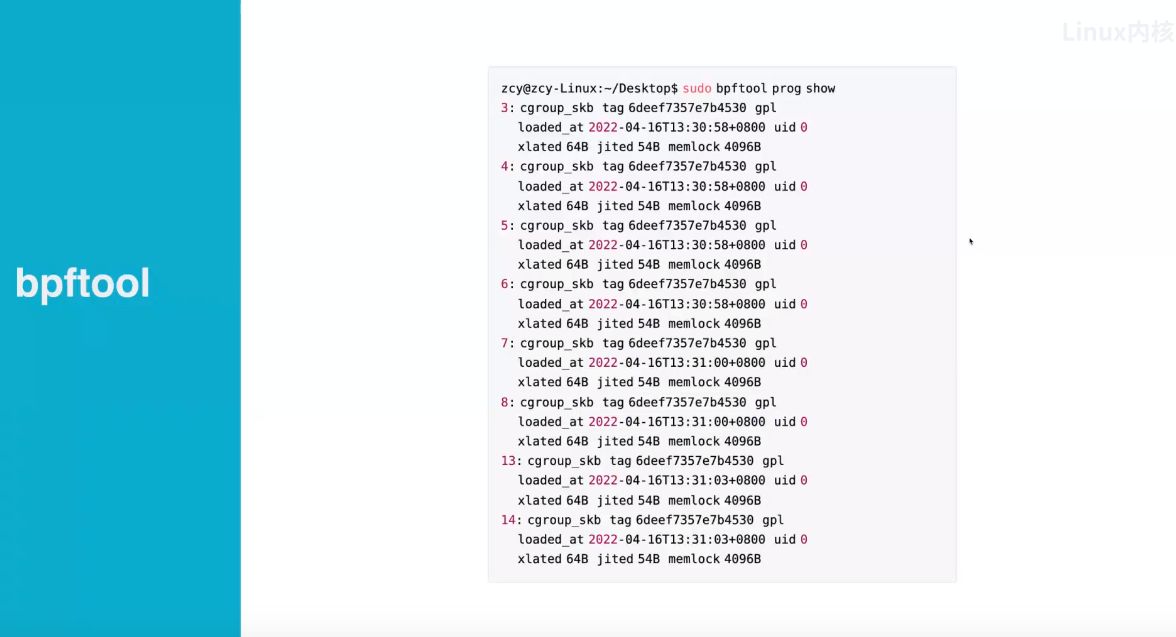 Linux内核
bpftool
zcy@zcy-Linux:~/Desktop$ sudo bpftool prog show
3: cgroup_skb tag 6deef7357e7b4530 gpl
loaded_at 2022-04-16T13:30:58+0800 uid 0
xlated 64B jited 54B memlock 4096B
4: cgroup_skb tag 6deef7357e7b4530 gpl
loaded_at 2022-04-16T13:30:58+0800 uid 0
xlated 64B jited 54B memlock 4096B
5: cgroup_skb tag 6deef7357e7b4530 gpl
loaded_at 2022-04-16T13:30:58+0800 uid 0
xlated 64B jited 54B memlock 4096B
6: cgroup_skb tag 6deef7357e7b4530 gpl
loaded_at 2022-04-16T13:30:58+0800 uid 0
xlated 64B jited 54B memlock 4096B
7: cgroup_skb tag 6deef7357e7b4530 gpl
loaded_at 2022-04-16T13:31:00+0800 uid 0
xlated 64B jited 54B memlock 4096B
8: cgroup_skb tag 6deef7357e7b4530 gpl
loaded_at 2022-04-16T13:31:00+0800 uid 0
xlated 64B jited 54B memlock 4096B
13: cgroup_skb tag 6deef7357e7b4530 gpl
loaded_at 2022-04-16T13:31:03+0800 uid 0
xlated 64B jited 54B memlock 4096B
14: cgroup_skb tag 6deef7357e7b4530 gpl
loaded_at 2022-04-16T13:31:03+0800 uid 0
xlated 64B jited 54B memlock 4096B